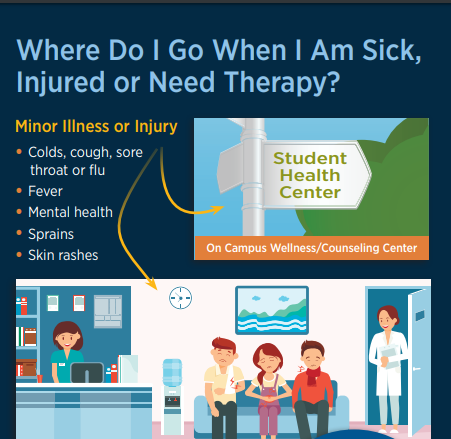 Where Do I Go When I Am Sick,
Injured or Need Therapy?
Minor Illness or Injury
• Colds, cough, sore
throat or flu
• Fever
• Mental health
• Sprains
• Skin rashes
Student
Health
Center
On Campus Wellness/Counseling Center